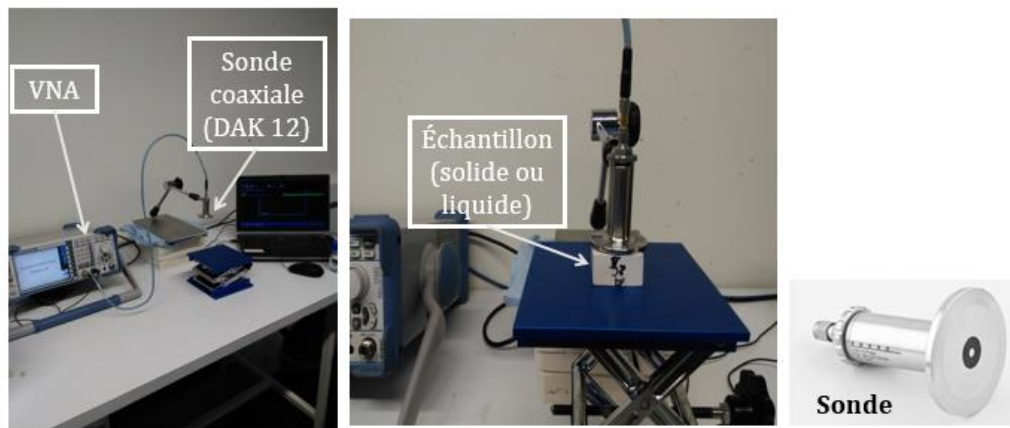 VNA
Sonde
coaxiale
(DAK 12)
Échantillon
(solide ou
liquide)
Sonde